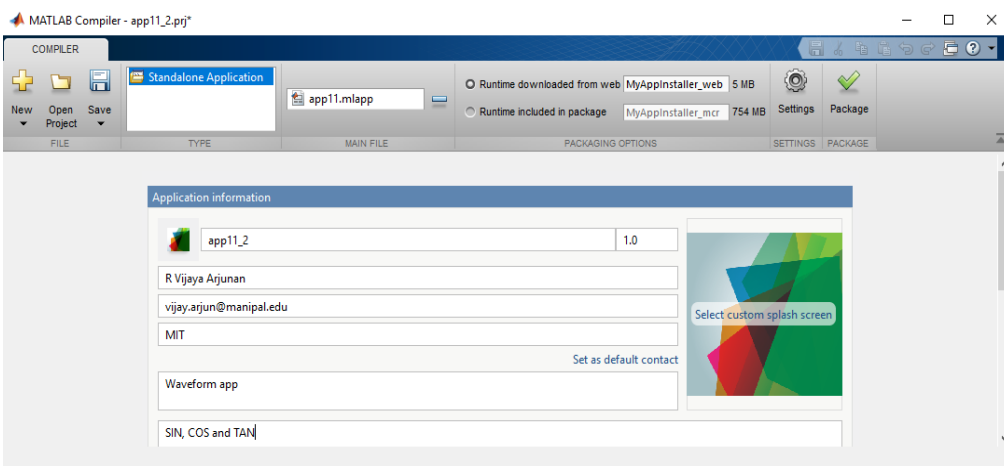 MATLAB Compiler - app11_2.prj*
COMPILER
New
Open Project
Save
FILE
Standalone Application
TYPE
app11.mlapp
MAIN FILE
Runtime downloaded from web MyAppInstaller_web 5 MB
Runtime included in package MyAppInstaller_mcr 754 MB
PACKAGING OPTIONS
Settings
SETTINGS
Package
PACKAGE
Application information
app11_2 1.0
R Vijaya Arjunan
vijay.arjun@manipal.edu
Select custom splash screen
MIT
Set as default contact
Waveform app
SIN, COS and TAN